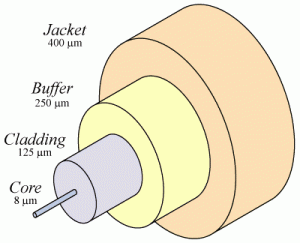 Jacket
400 µm
Buffer
250 µm
Cladding
125 µm
Core
8 µm